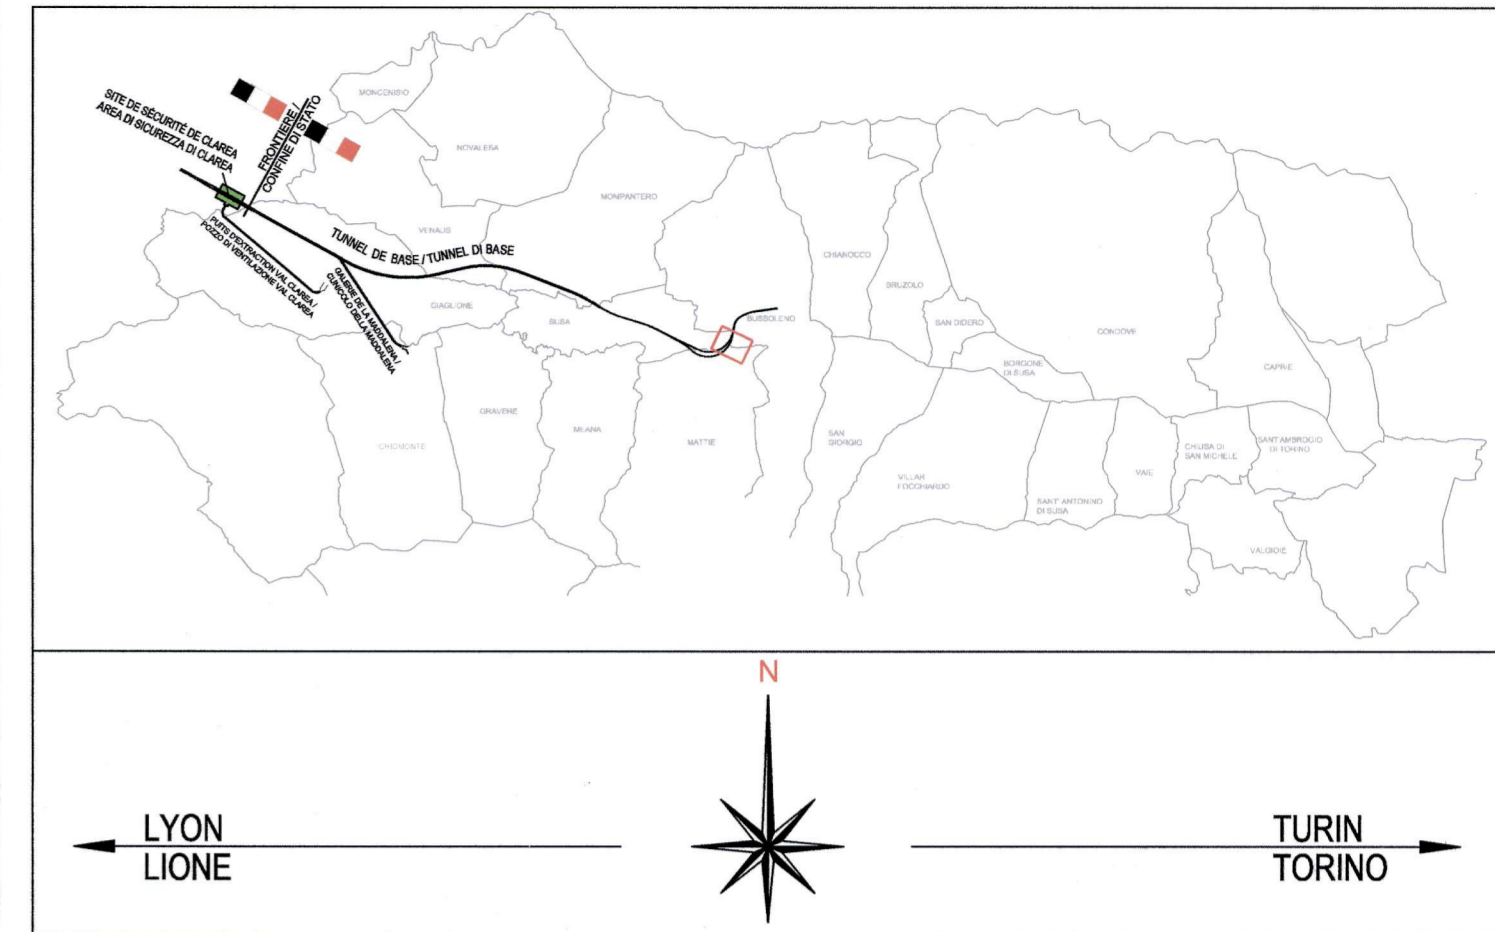 SITE DE SÉCURITÉ DE CLAREA
AREA DI SICUREZZA DI CLAREA
FRONTIERE /
CONFINE DI STATO
MONCENISIO
NOVALESA
MONPANTERO
VENAUS
TUNNEL DE BASE / TUNNEL DI BASE
PUITS D'EXTRACTION VAL CLAREA /
POZZO DI VENTILAZIONE VAL CLAREA
GALERIE DE LA MADDALENA /
CUNICOLO DELLA MADDALENA
GIAGLIONE
SUSA
BUSSOLENO
CHIANOCCO
BRUZOLO
SAN DIDERO
CONDOVE
BORGONE
DI SUSA
CAPRIE
CHIOMONTE
GRAVERE
MEANA
MATTIE
SAN
GIORGIO
VILLAR
FOCCHIARDO
SANT' ANTONINO
DI SUSA
VAIE
CHIUSA DI
SAN MICHELE
SANT'AMBROGIO
DI TORINO
VALGIOIE
N
LYON
LIONE
TURIN
TORINO